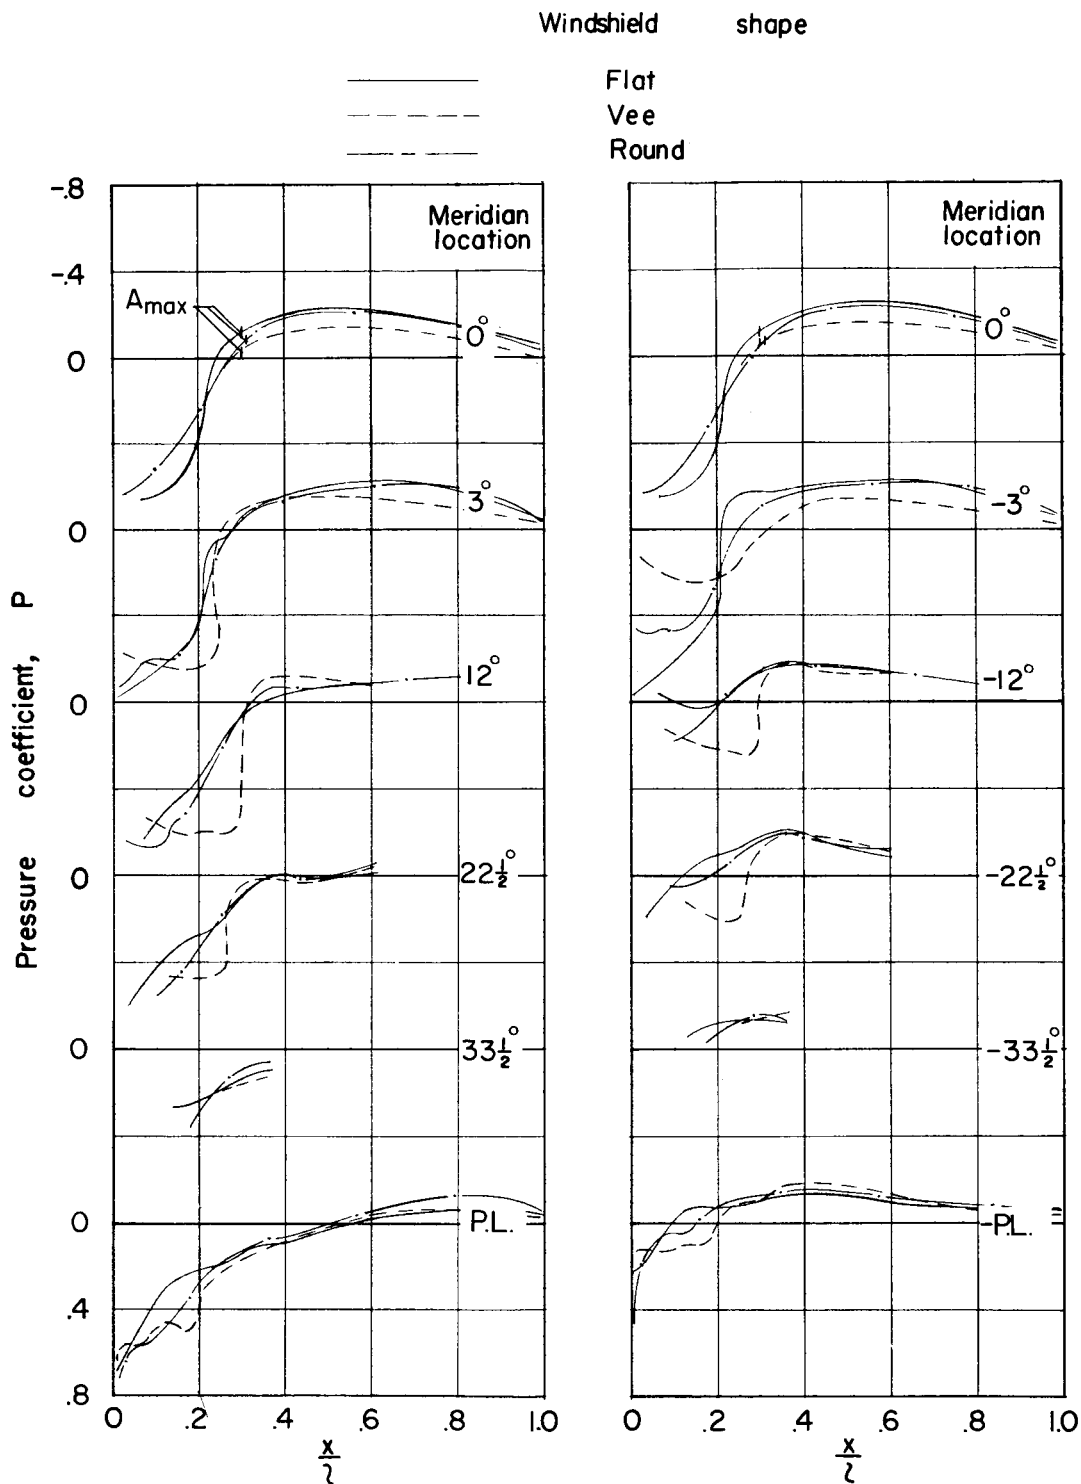 Windshield shape
Flat
Vee
Round
-.8
-.4
0
0
0
0
0
0
.4
.8
Pressure coefficient, P
Meridian
location
A max
0°
3°
12°
22½°
33½°
P.L.
0 .2 .4 .6 .8 1.0
x/l
Meridian
location
0°
-3°
-12°
-22½°
-33½°
-P.L.
0 .2 .4 .6 .8 1.0
x/l